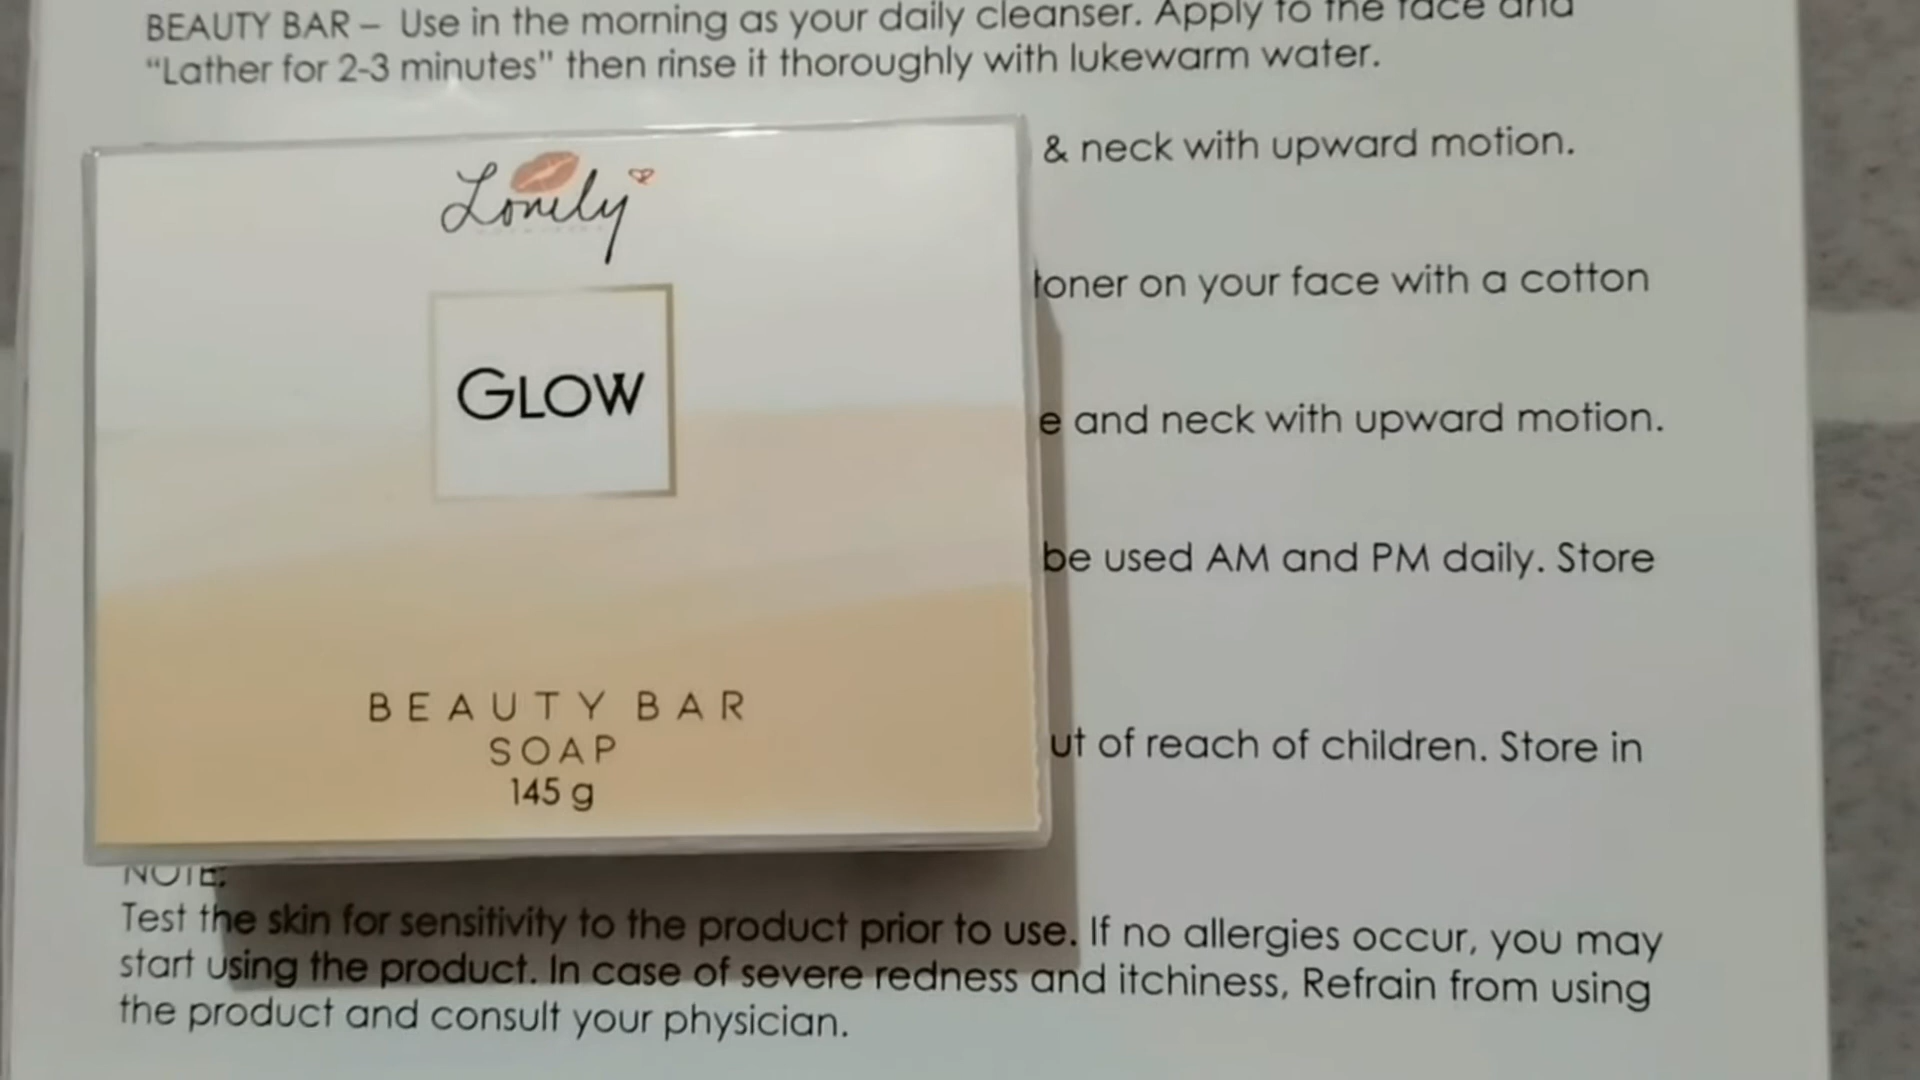 BEAUTY BAR – Use in the morning as your daily cleanser. Apply to the face and
“Lather for 2-3 minutes” then rinse it thoroughly with lukewarm water.
& neck with upward motion.
toner on your face with a cotton
e and neck with upward motion.
be used AM and PM daily. Store
ut of reach of children. Store in
Lovily
GLOW
BEAUTY BAR
SOAP
145 g
NOTE:
Test the skin for sensitivity to the product prior to use. If no allergies occur, you may
start using the product. In case of severe redness and itchiness, Refrain from using
the product and consult your physician.